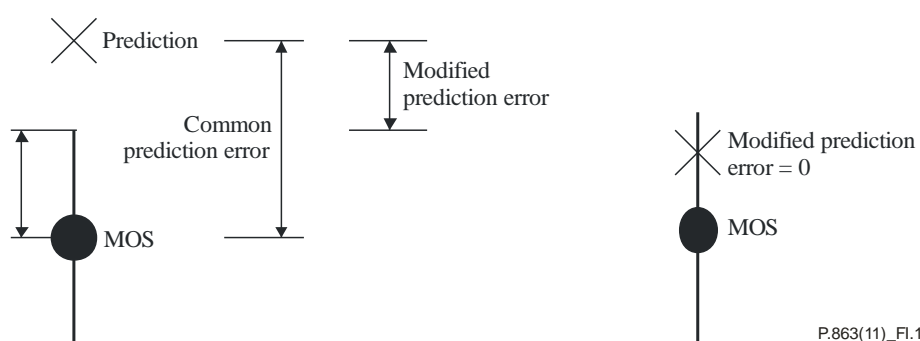 Prediction
Modified
prediction error
Common
prediction error
MOS
Modified prediction
error = 0
MOS
P.863(11)_FI.1